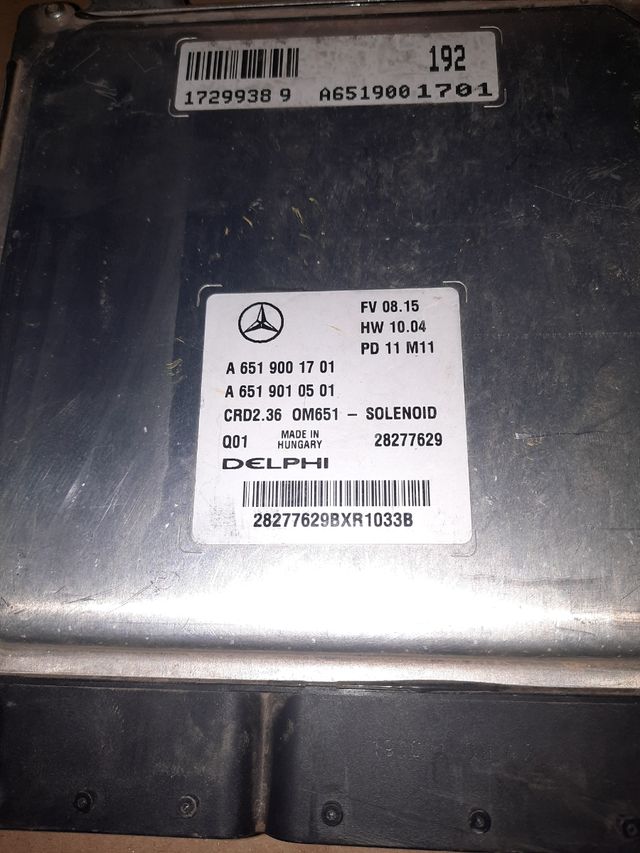 192
1729938 9 A6519001701
FV 08.15
HW 10.04
PD 11 M11
A 651 900 17 01
A 651 901 05 01
CRD2.36 OM651 - SOLENOID
Q01 MADE IN HUNGARY 28277629
DELPHI
28277629BXR1033B